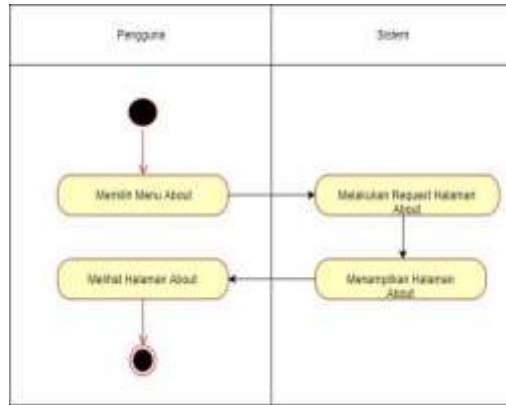 Pengguna
Sistem
Memilih Menu About
Melakukan Request Halaman
About
Melihat Halaman About
Menampilkan Halaman
About